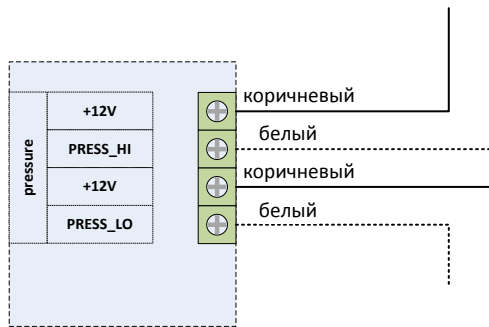 pressure
+12V
коричневый
PRESS_HI
белый
+12V
коричневый
PRESS_LO
белый